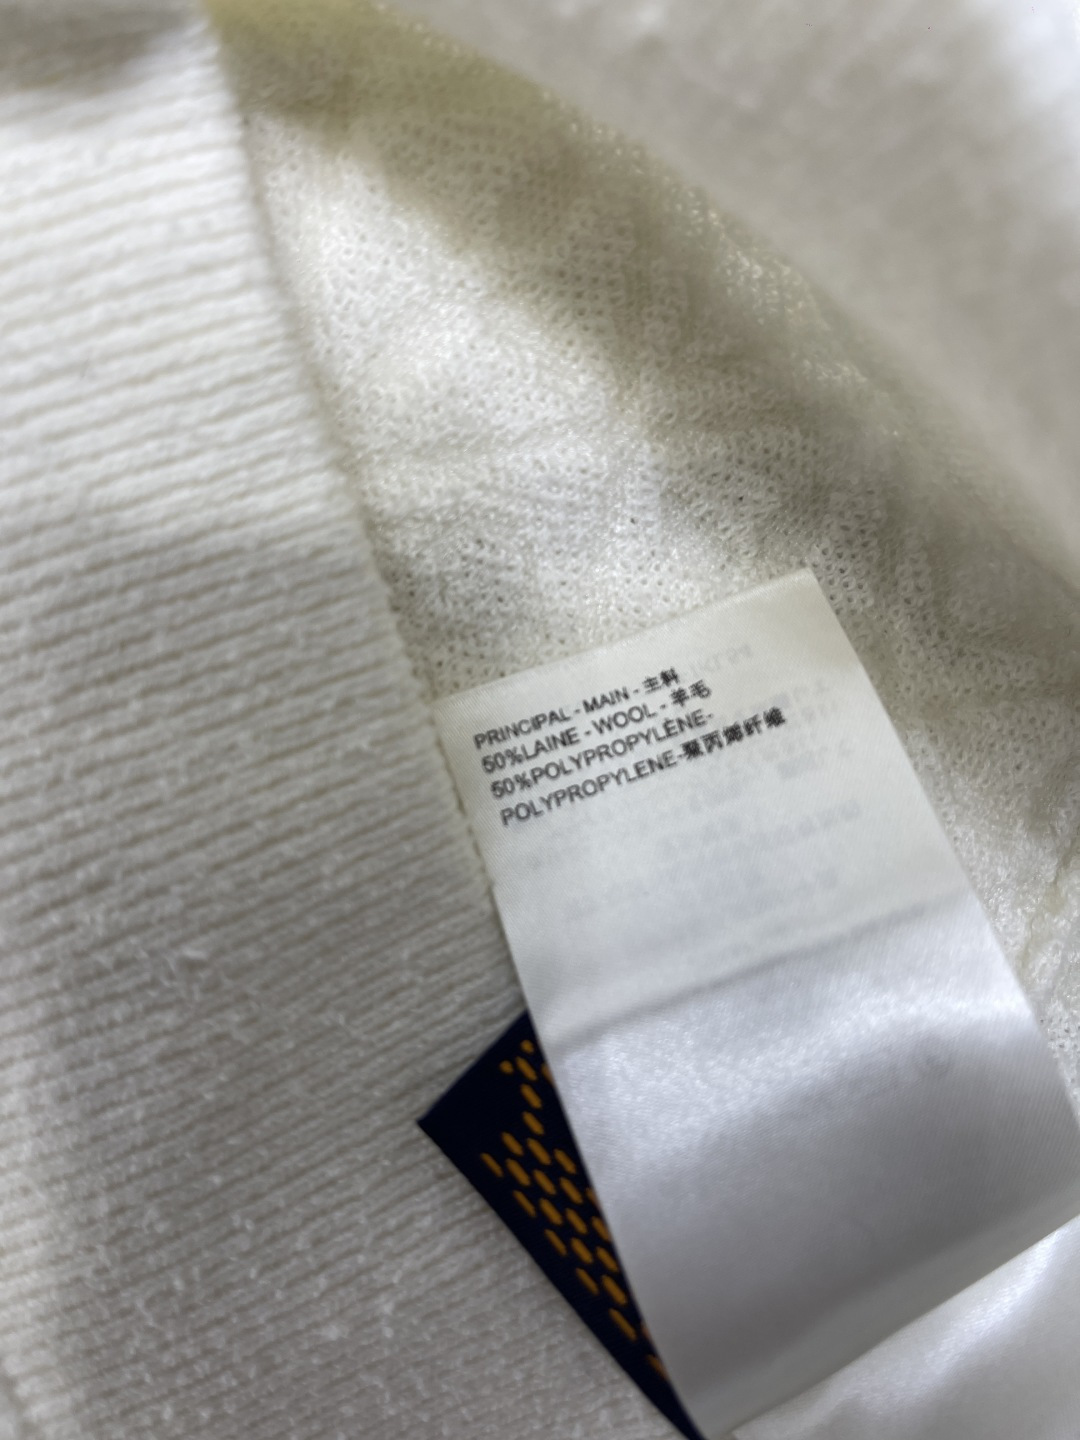 PRINCIPAL - MAIN - 主料
50%LAINE - WOOL - 羊毛
50%POLYPROPYLÈNE-
POLYPROPYLENE-聚丙烯纤维